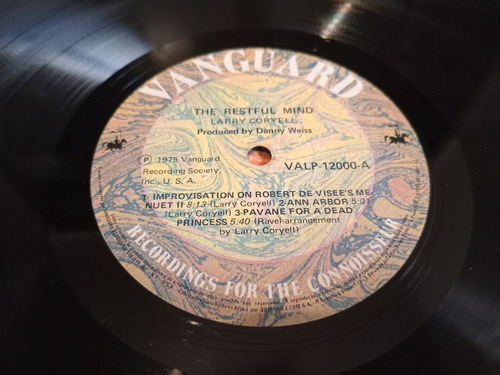 VANGUARD
THE RESTFUL MIND
LARRY CORYELL
Produced by Danny Weiss
℗ 1975 Vanguard
Recording Society,
Inc., U. S. A.
VALP-12000-A
1- IMPROVISATION ON ROBERT DE VISEE'S ME-
NUET II 8:13 (Larry Coryell) 2-ANN ARBOR 5:01
(Larry Coryell) 3-PAVANE FOR A DEAD
PRINCESS 5:40 (Ravel-arrangement
by Larry Coryell)
RECORDINGS FOR THE CONNOISSEUR